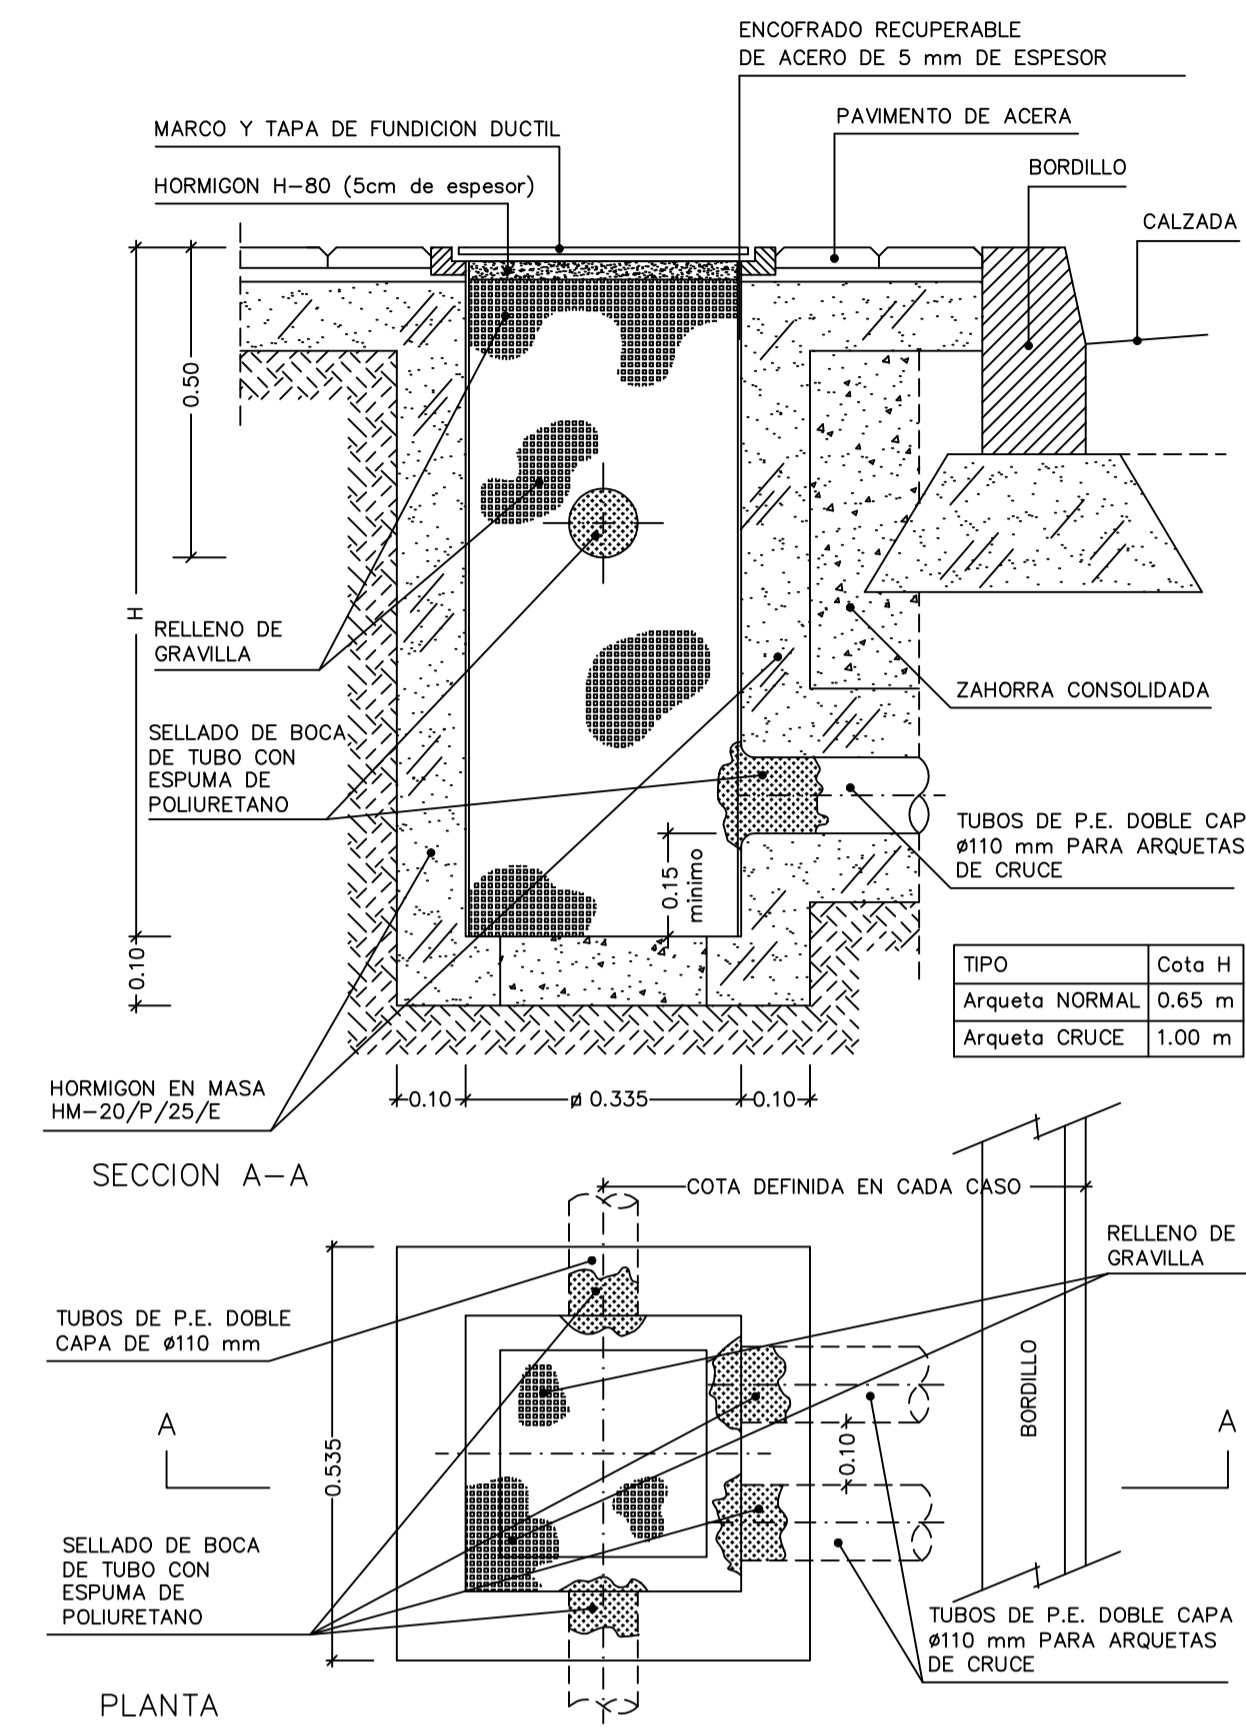 ENCOFRADO RECUPERABLE
DE ACERO DE 5 mm DE ESPESOR
MARCO Y TAPA DE FUNDICION DUCTIL
PAVIMENTO DE ACERA
HORMIGON H-80 (5cm de espesor)
BORDILLO
CALZADA
0.50
H
RELLENO DE
GRAVILLA
ZAHORRA CONSOLIDADA
SELLADO DE BOCA
DE TUBO CON
ESPUMA DE
POLIURETANO
TUBOS DE P.E. DOBLE CAP
ø110 mm PARA ARQUETAS
DE CRUCE
0.15
minimo
0.10
TIPO Cota H
Arqueta NORMAL 0.65 m
Arqueta CRUCE 1.00 m
HORMIGON EN MASA
HM-20/P/25/E
0.10 ø 0.335 0.10
SECCION A-A
COTA DEFINIDA EN CADA CASO
RELLENO DE
GRAVILLA
TUBOS DE P.E. DOBLE
CAPA DE ø110 mm
BORDILLO
A
A
0.535
0.10
SELLADO DE BOCA
DE TUBO CON
ESPUMA DE
POLIURETANO
TUBOS DE P.E. DOBLE CAPA
ø110 mm PARA ARQUETAS
DE CRUCE
PLANTA